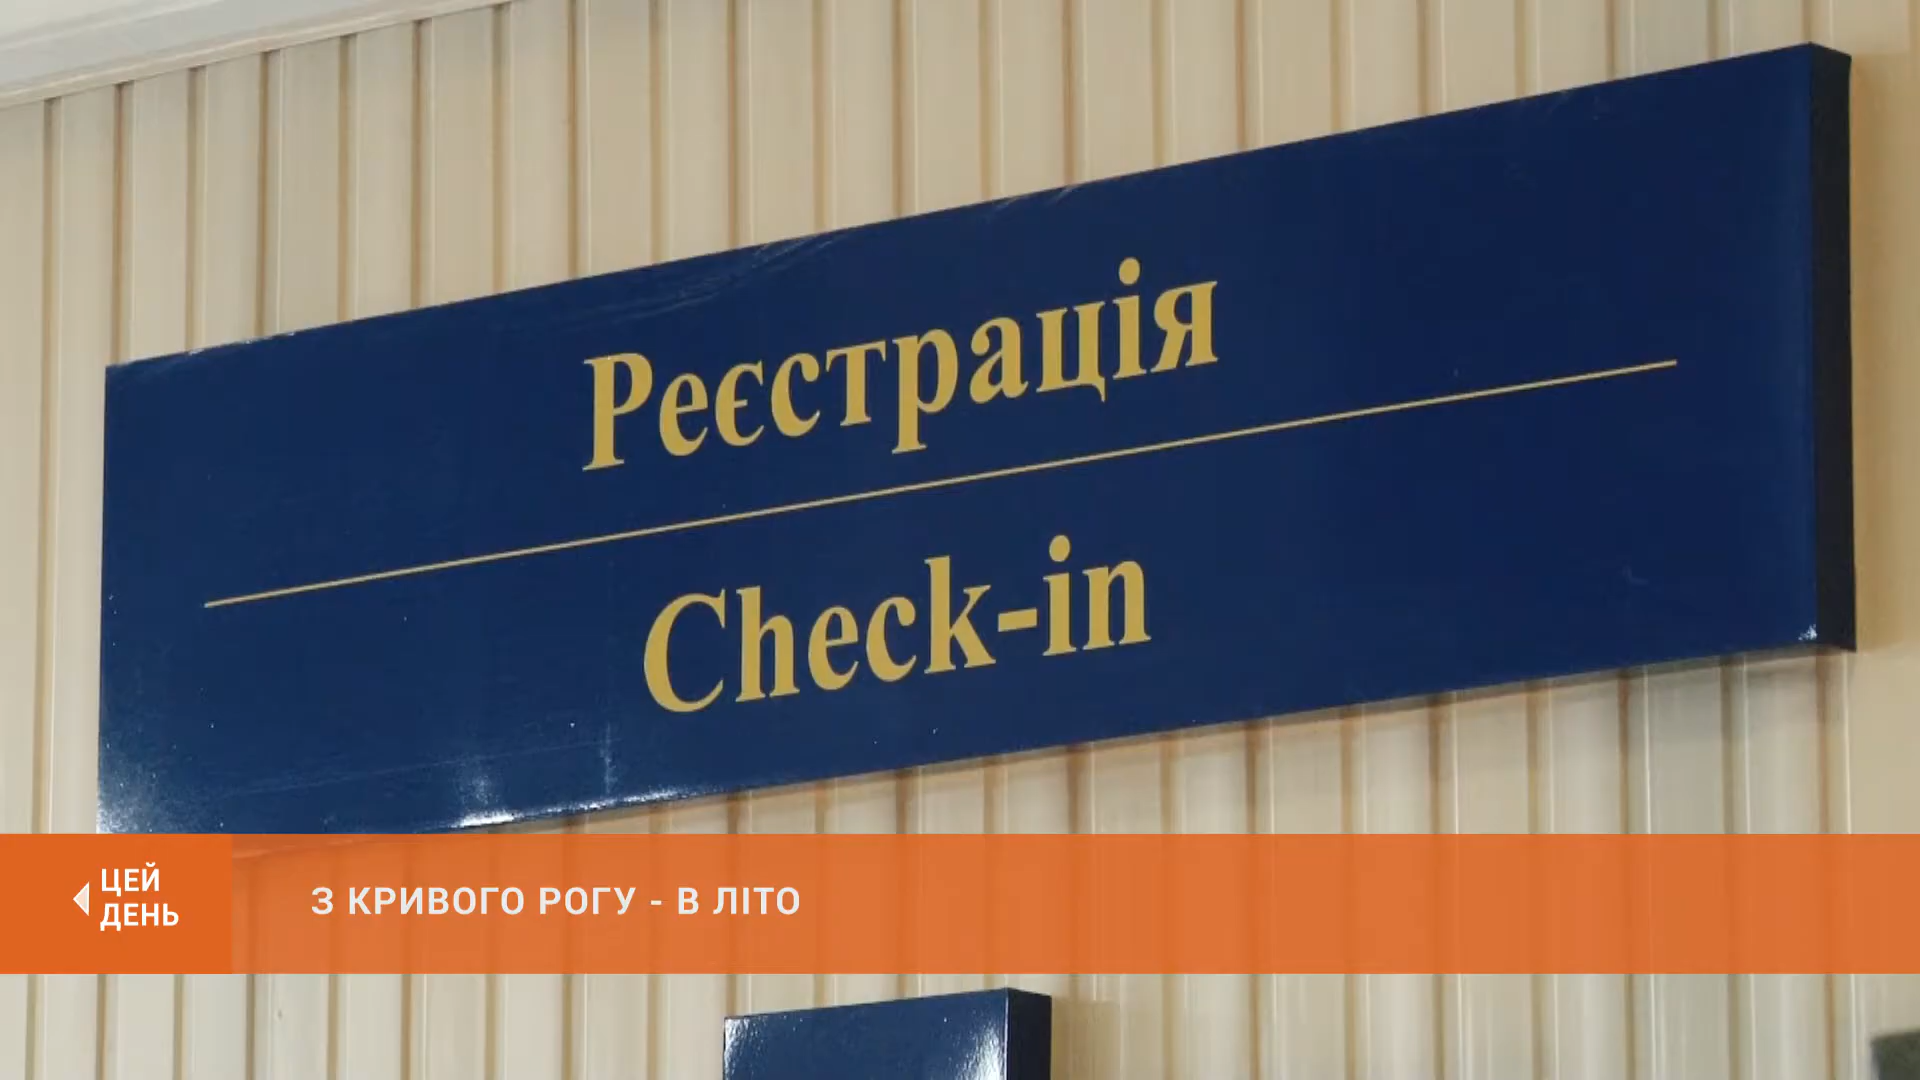 Реєстрація
Check-in
ЦЕЙ
ДЕНЬ
З КРИВОГО РОГУ - В ЛІТО